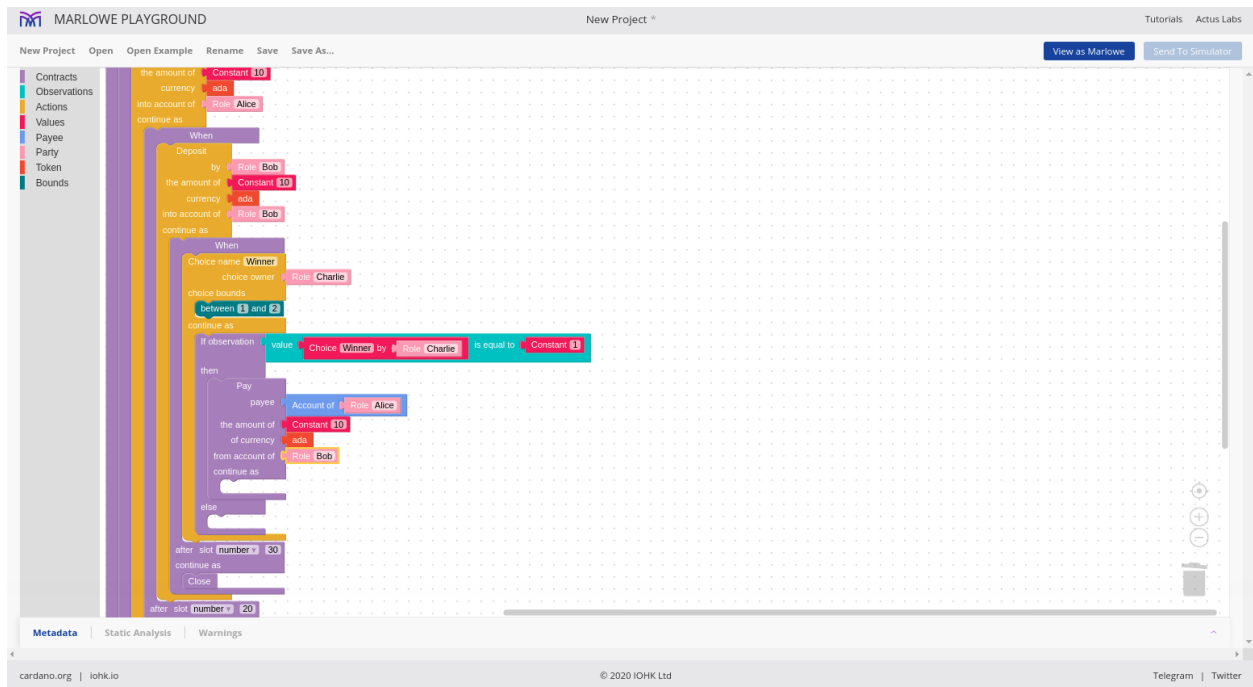 MARLOWE PLAYGROUND New Project * Tutorials Actus Labs
New Project Open Open Example Rename Save Save As... View as Marlowe Send To Simulator
Contracts
Observations
Actions
Values
Payee
Party
Token
Bounds
the amount of Constant 10
currency ada
into account of Role Alice
continue as
When
Deposit
by Role Bob
the amount of Constant 10
currency ada
into account of Role Bob
continue as
When
Choice name Winner
choice owner Role Charlie
choice bounds
between 1 and 2
continue as
If observation value Choice Winner by Role Charlie is equal to Constant 1
then
Pay
payee Account of Role Alice
the amount of Constant 10
of currency ada
from account of Role Bob
continue as
else
after slot number 30
continue as
Close
after slot number 20
Metadata Static Analysis Warnings
cardano.org | iohk.io © 2020 IOHK Ltd Telegram | Twitter